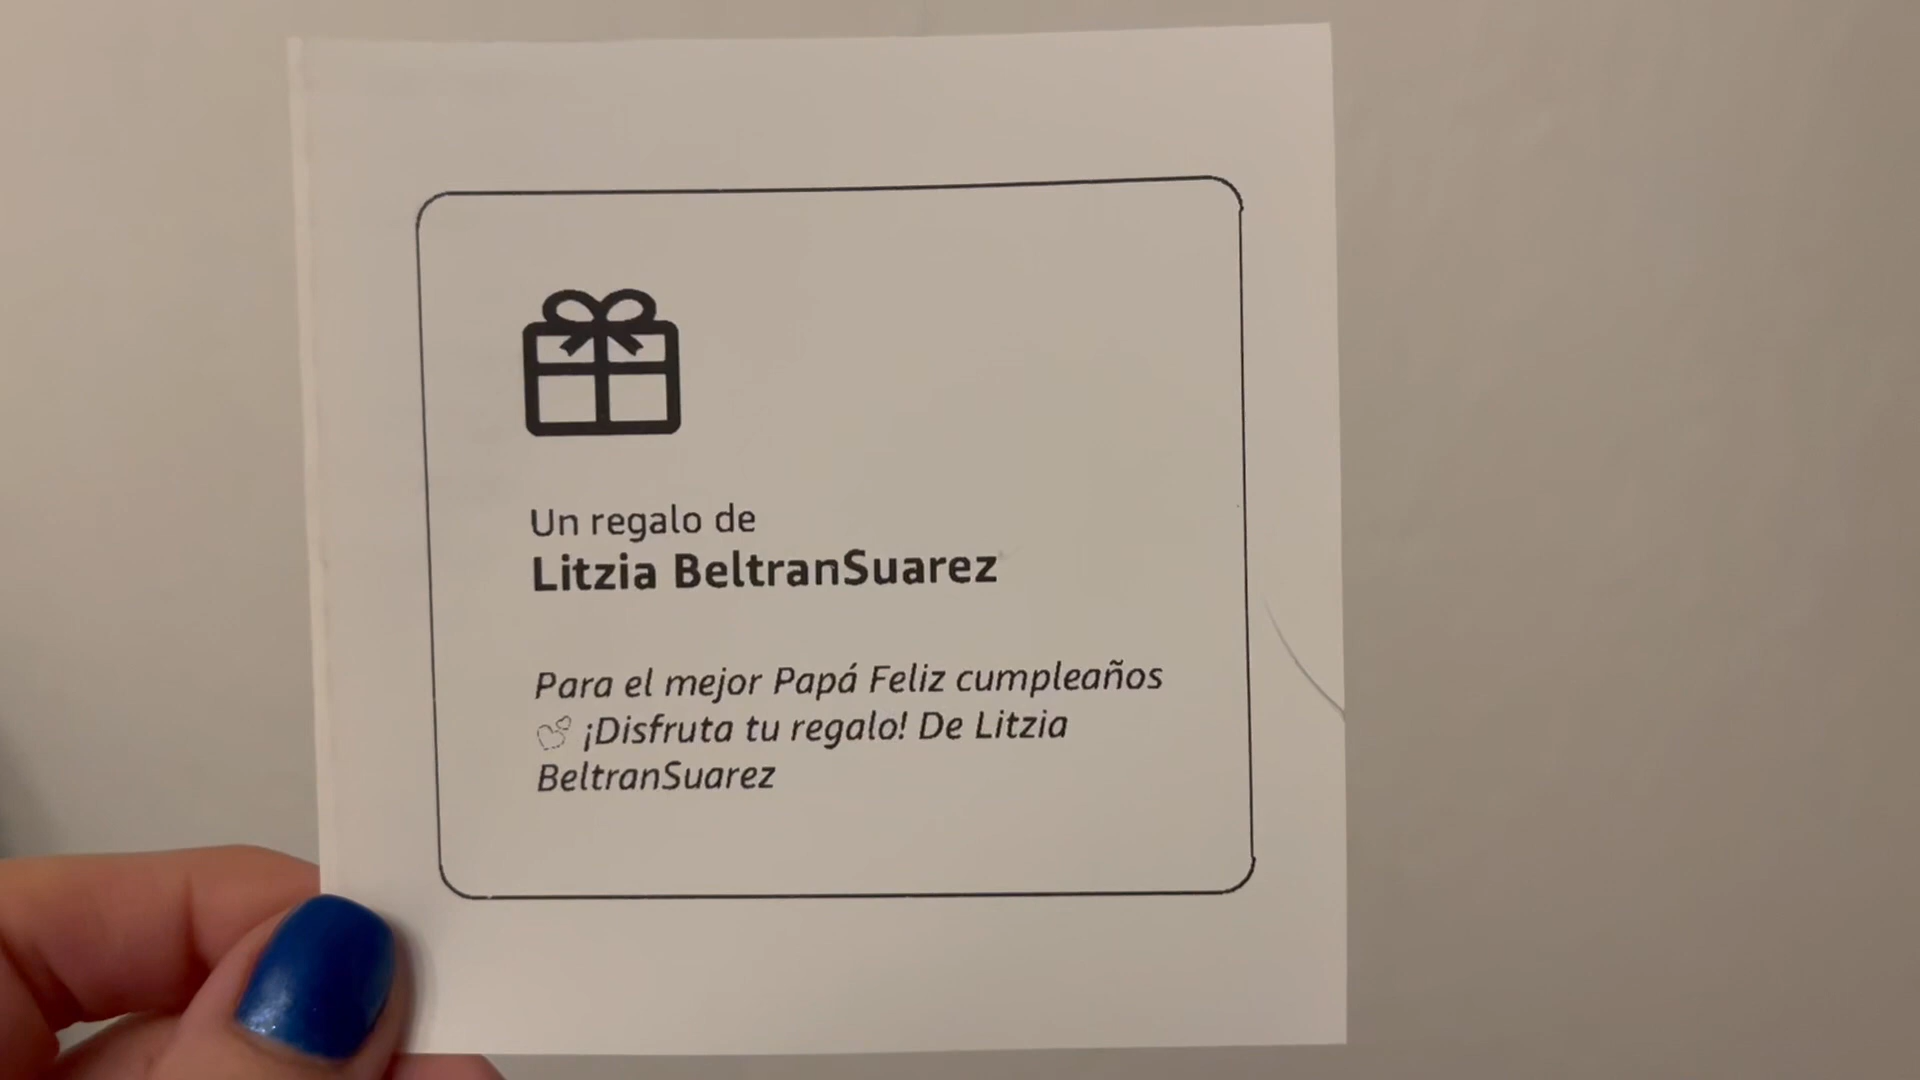 Un regalo de
Litzia BeltranSuarez
Para el mejor Papá Feliz cumpleaños
💕 ¡Disfruta tu regalo! De Litzia
BeltranSuarez